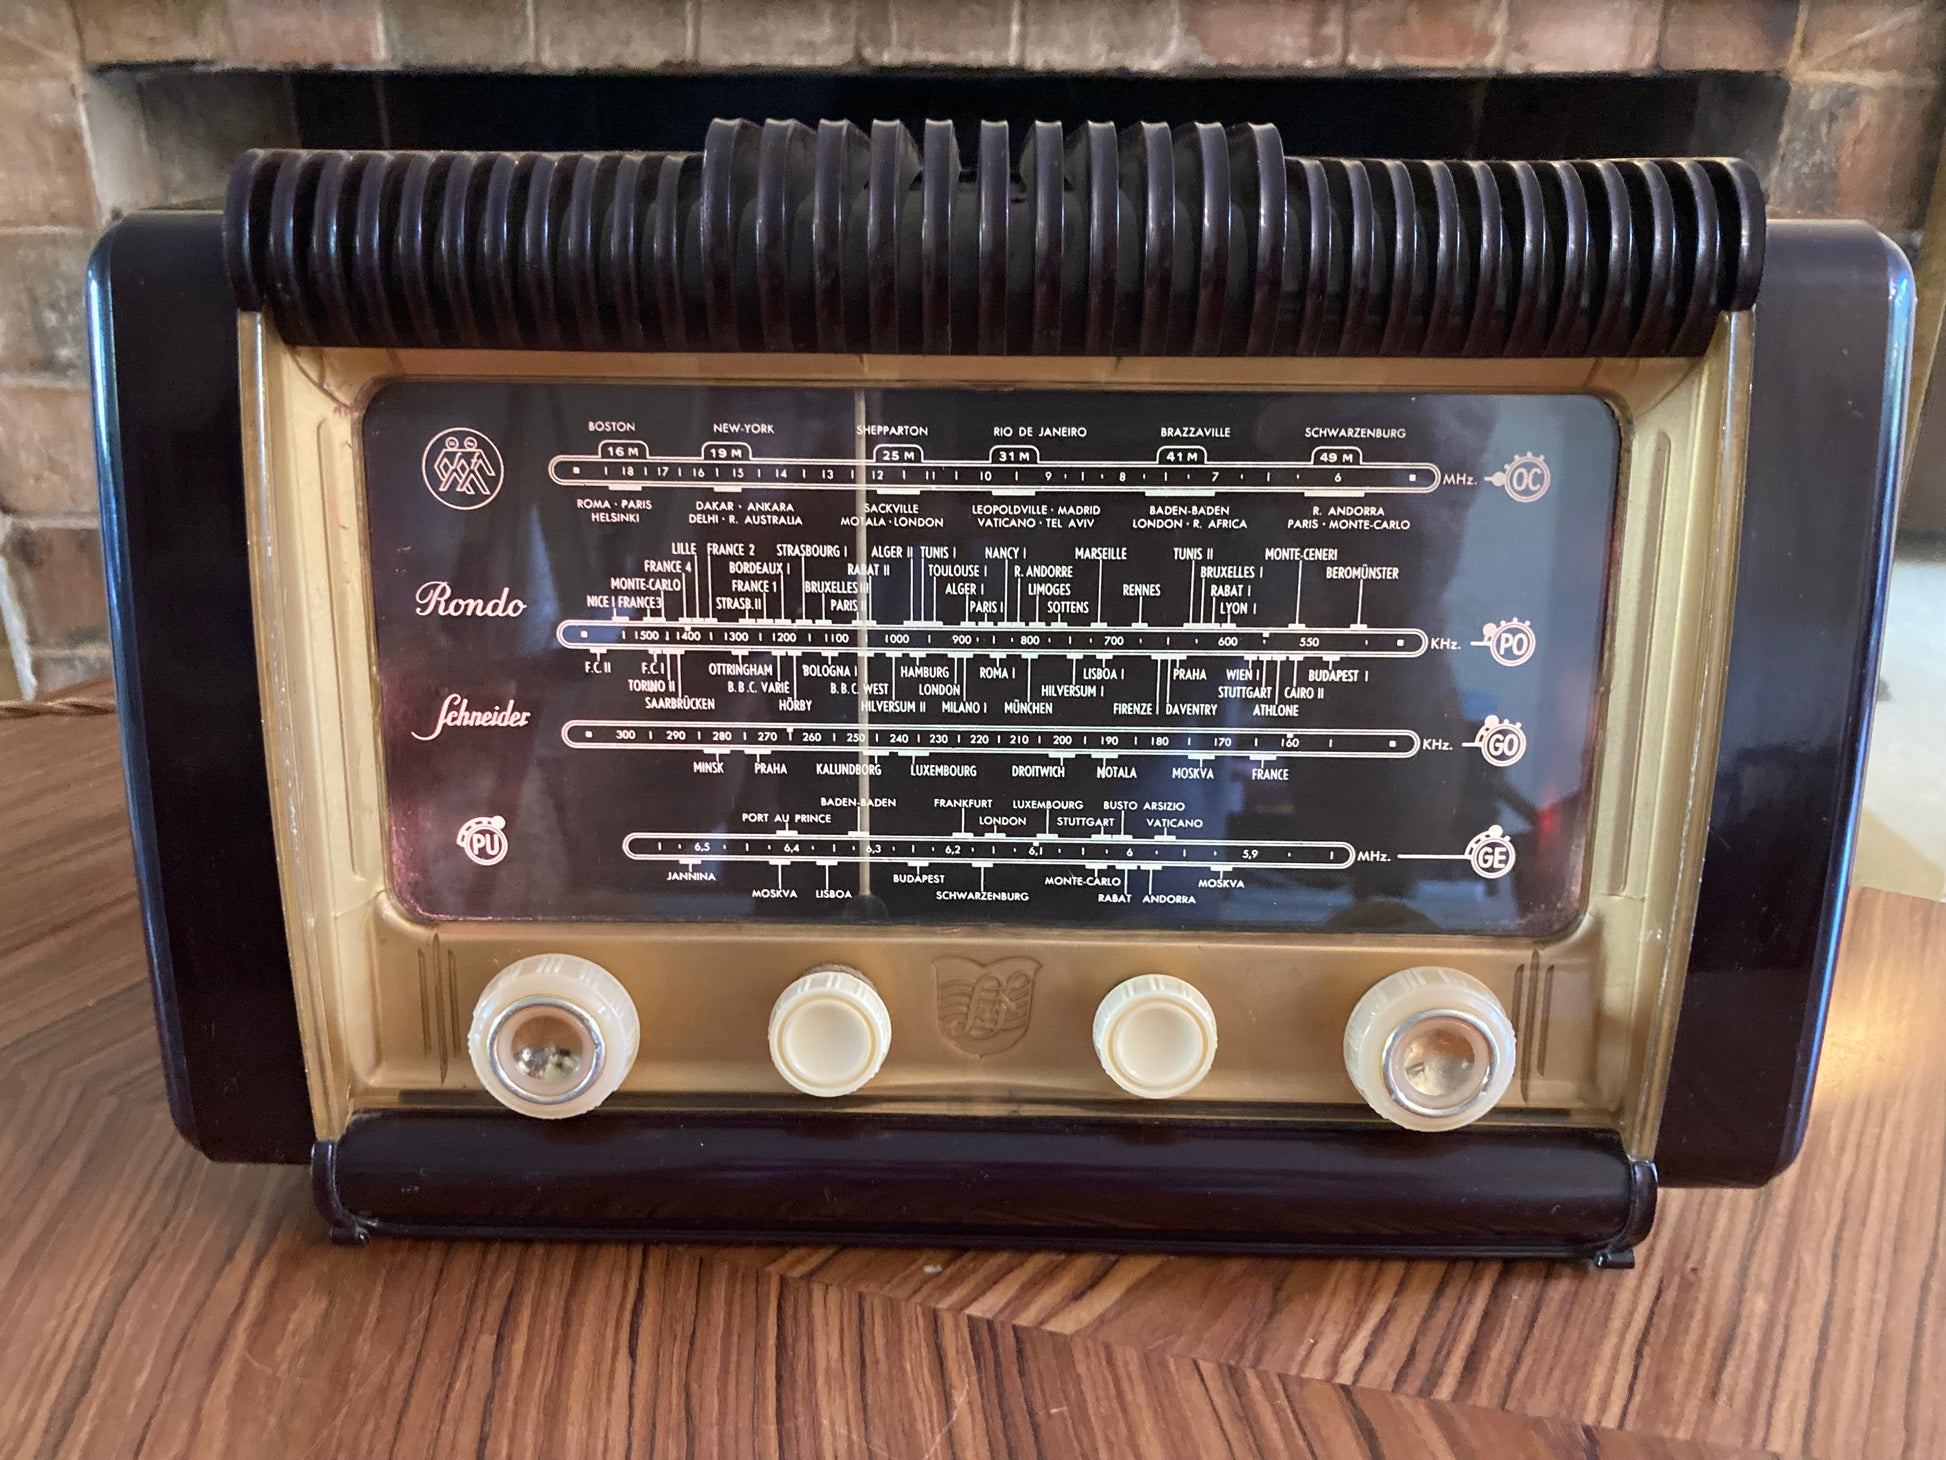 BOSTON NEW-YORK SHEPPARTON RIO DE JANEIRO BRAZZAVILLE SCHWARZENBURG
16 M 19 M 25 M 31 M 41 M 49 M
18 17 16 15 14 13 12 11 10 9 8 7 6 MHz. OC
ROMA · PARIS DAKAR · ANKARA SACKVILLE LEOPOLDVILLE · MADRID BADEN-BADEN R. ANDORRA
HELSINKI DELHI · R. AUSTRALIA MOTALA · LONDON VATICANO · TEL AVIV LONDON · R. AFRICA PARIS · MONTE-CARLO
LILLE FRANCE 2 STRASBOURG I ALGER II TUNIS I NANCY I MARSEILLE TUNIS II MONTE-CENERI
FRANCE 4 BORDEAUX I RABAT II TOULOUSE I R. ANDORRE BRUXELLES I BEROMÜNSTER
MONTE-CARLO FRANCE 1 BRUXELLES III ALGER I LIMOGES RENNES RABAT I
NICE I FRANCE 3 STRASB. II PARIS II PARIS I SOTTENS LYON I
Rondo
1500 1400 1300 1200 1100 1000 900 800 700 600 550 KHz. PO
F.C. II F.C. I OTTRINGHAM BOLOGNA I HAMBURG ROMA I LISBOA I PRAHA WIEN I BUDAPEST I
TORINO II B.B.C. VARIÉ B.B.C. WEST LONDON HILVERSUM I STUTTGART CAIRO II
SAARBRÜCKEN HÖRBY HILVERSUM II MILANO I MÜNCHEN FIRENZE DAVENTRY ATHLONE
Schneider
300 290 280 270 260 250 240 230 220 210 200 190 180 170 160 KHz. GO
MINSK PRAHA KALUNDBORG LUXEMBOURG DROITWICH MOTALA MOSKVA FRANCE
BADEN-BADEN FRANKFURT LUXEMBOURG BUSTO ARSIZIO
PORT AU PRINCE LONDON STUTTGART VATICANO
PU 6,5 6,4 6,3 6,2 6,1 6 5,9 MHz. GE
JANNINA BUDAPEST MONTE-CARLO MOSKVA
MOSKVA LISBOA SCHWARZENBURG RABAT ANDORRA